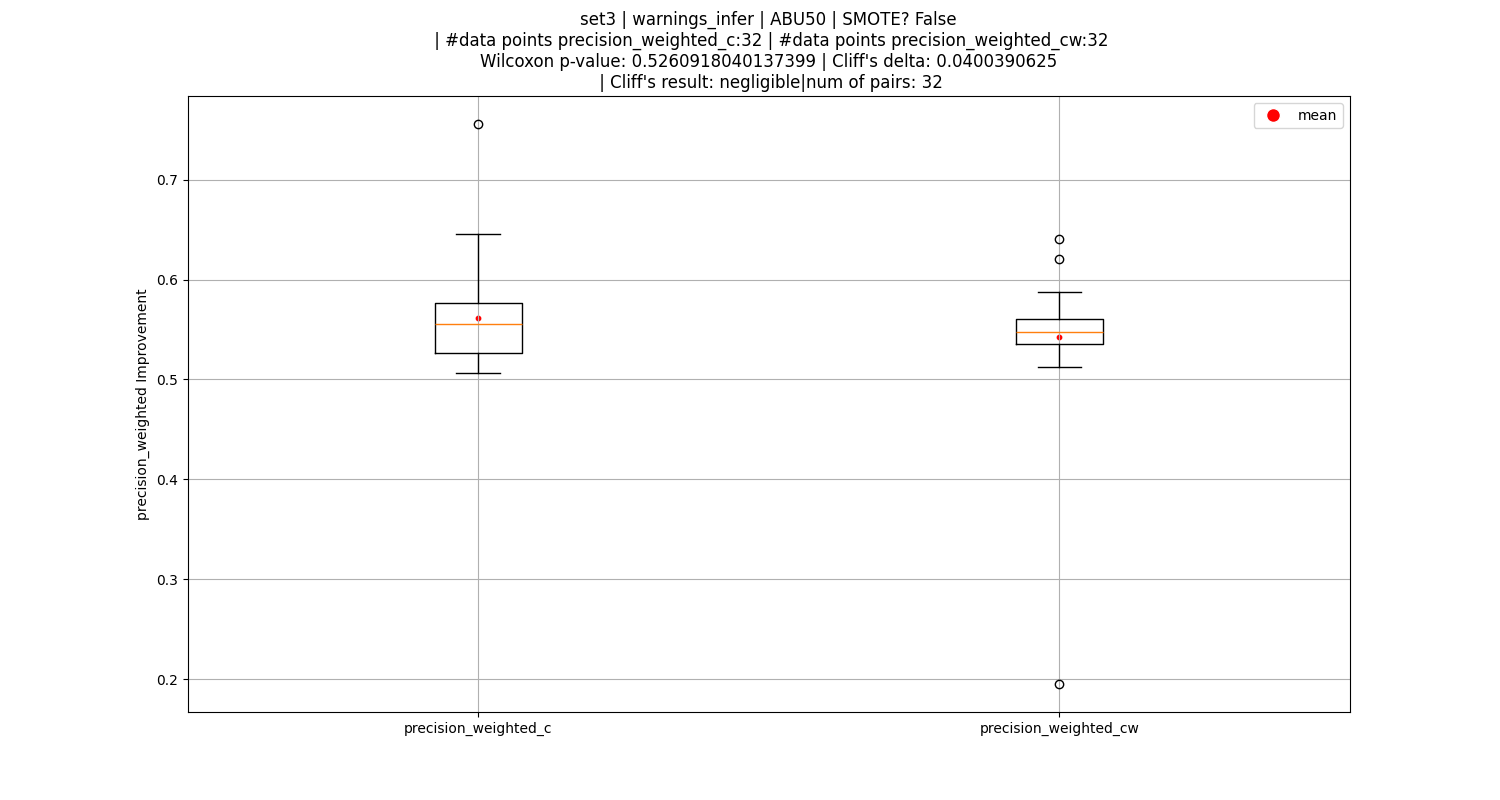 set3 | warnings_infer | ABU50 | SMOTE? False
| #data points precision_weighted_c:32 | #data points precision_weighted_cw:32
Wilcoxon p-value: 0.5260918040137399 | Cliff's delta: 0.0400390625
| Cliff's result: negligible|num of pairs: 32
mean
0.7
0.6
0.5
0.4
0.3
0.2
precision_weighted Improvement
precision_weighted_c
precision_weighted_cw